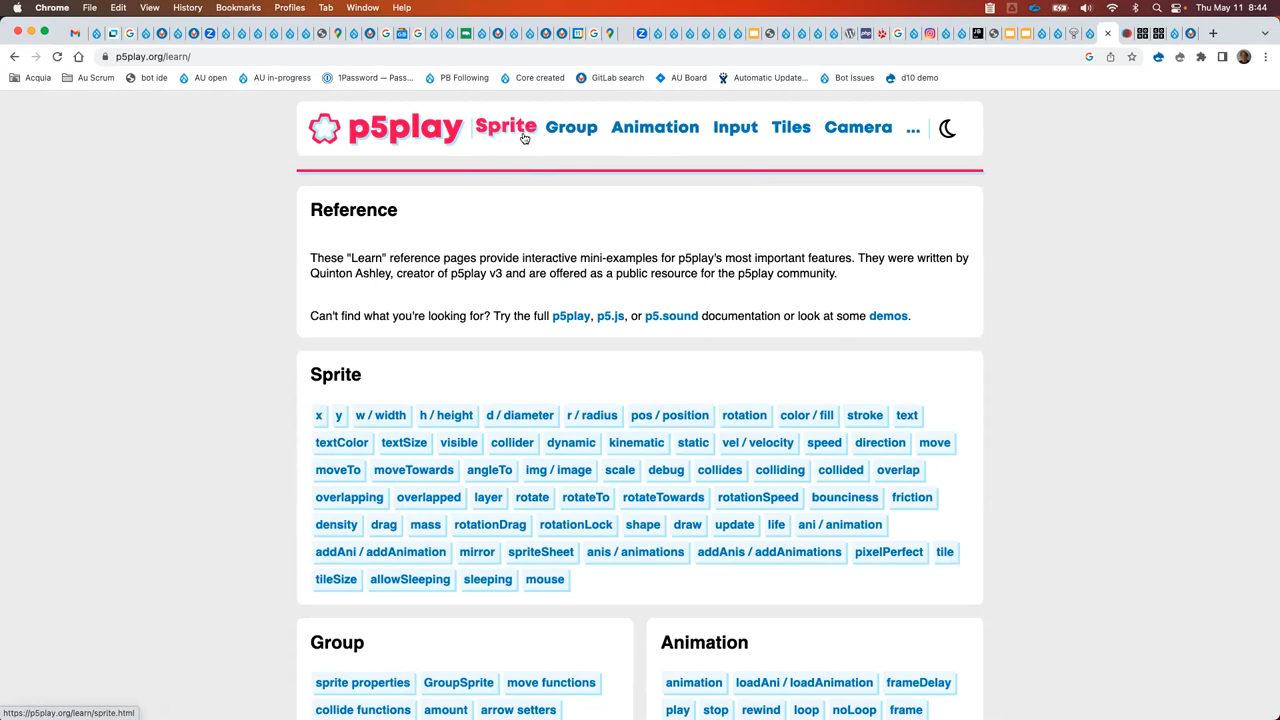 Chrome File Edit View History Bookmarks Profiles Tab Window Help Thu May 11 8:44
p5play.org/learn/
Acquia Au Scrum bot ide AU open AU in-progress 1Password — Pass... PB Following Core created GitLab search AU Board Automatic Update... Bot Issues d10 demo
p5play Sprite Group Animation Input Tiles Camera ...
Reference
These "Learn" reference pages provide interactive mini-examples for p5play's most important features. They were written by
Quinton Ashley, creator of p5play v3 and are offered as a public resource for the p5play community.
Can't find what you're looking for? Try the full p5play, p5.js, or p5.sound documentation or look at some demos.
Sprite
x y w / width h / height d / diameter r / radius pos / position rotation color / fill stroke text
textColor textSize visible collider dynamic kinematic static vel / velocity speed direction move
moveTo moveTowards angleTo img / image scale debug collides colliding collided overlap
overlapping overlapped layer rotate rotateTo rotateTowards rotationSpeed bounciness friction
density drag mass rotationDrag rotationLock shape draw update life ani / animation
addAni / addAnimation mirror spriteSheet anis / animations addAnis / addAnimations pixelPerfect tile
tileSize allowSleeping sleeping mouse
Group
sprite properties GroupSprite move functions
collide functions amount arrow setters
Animation
animation loadAni / loadAnimation frameDelay
play stop rewind loop noLoop frame
https://p5play.org/learn/sprite.html